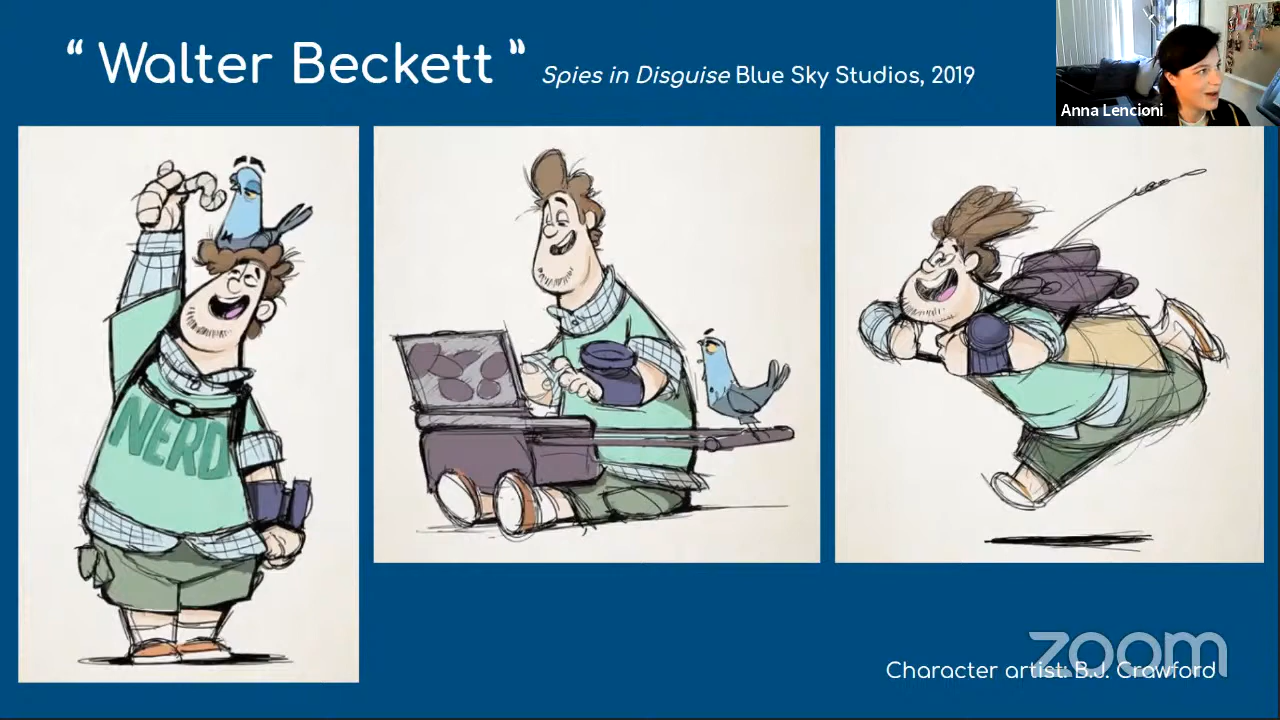 “ Walter Beckett ” Spies in Disguise Blue Sky Studios, 2019
Anna Lencioni
NERD
zoom
Character artist: B.J. Crawford